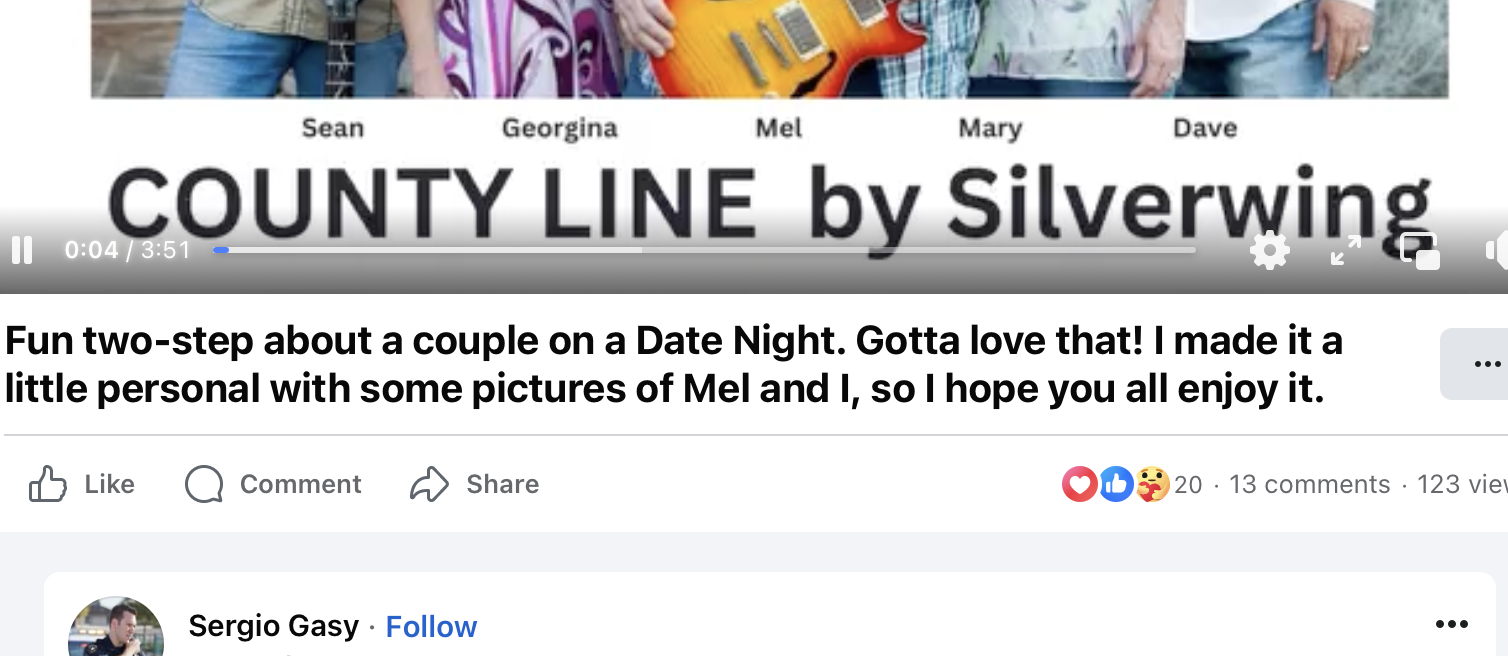 Sean Georgina Mel Mary Dave
COUNTY LINE by Silverwing
0:04 / 3:51
Fun two-step about a couple on a Date Night. Gotta love that! I made it a
little personal with some pictures of Mel and I, so I hope you all enjoy it.
Like Comment Share 20 · 13 comments · 123
Sergio Gasy · Follow